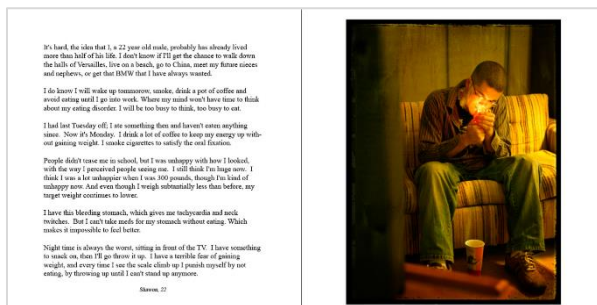 It's hard, the idea that I, a 22 year old male, probably has already lived
more than half of his life. I don't know if I'll get the chance to walk down
the halls of Versailles, live on a beach, go to China, meet my future nieces
and nephews, or get that BMW that I have always wanted.
I do know I will wake up tommorow, smoke, drink a pot of coffee and
avoid eating until I go into work. Where my mind won't have time to think
about my eating disorder. I will be too busy to think, too busy to eat.
I had last Tuesday off; I ate something then and haven't eaten anything
since. Now it's Monday. I drink a lot of coffee to keep my energy up with-
out gaining weight. I smoke cigarettes to satisfy the oral fixation.
People didn't tease me in school, but I was unhappy with how I looked,
with the way I perceived people seeing me. I still think I'm huge now. I
think I was a lot unhappier when I was 300 pounds, though I'm kind of
unhappy now. And even though I weigh subtantially less than before, my
target weight continues to lower.
I have this bleeding stomach, which gives me tachycardia and neck
twitches. But I can't take meds for my stomach without eating. Which
makes it impossible to feel better.
Night time is always the worst, sitting in front of the TV. I have something
to snack on, then I'll go throw it up. I have a terrible fear of gaining
weight, and every time I see the scale climb up I punish myself by not
eating, by throwing up until I can't stand up anymore.
Shawon, 22